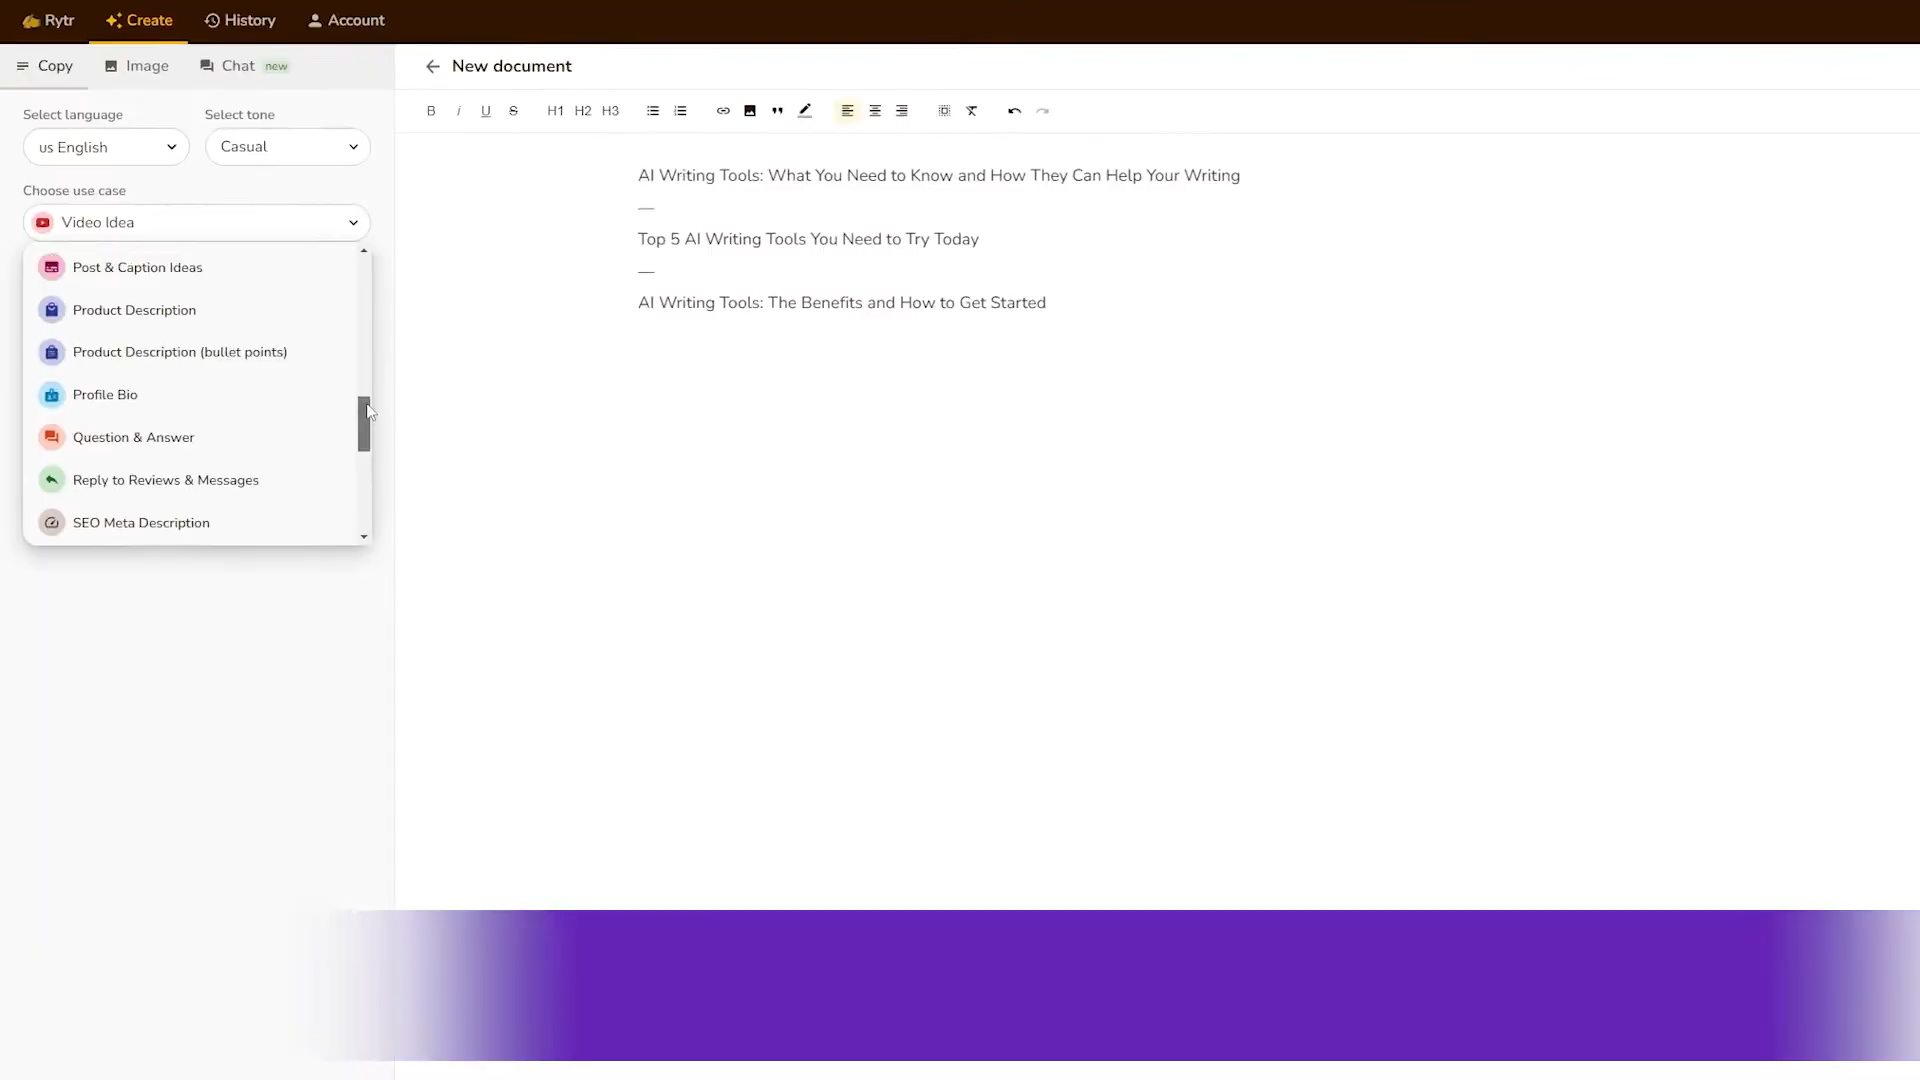 Rytr
Create
History
Account
Copy
Image
Chat new
New document
Select language
Select tone
us English
Casual
Choose use case
Video Idea
B i U S H1 H2 H3
Post & Caption Ideas
Product Description
Product Description (bullet points)
Profile Bio
Question & Answer
Reply to Reviews & Messages
SEO Meta Description
AI Writing Tools: What You Need to Know and How They Can Help Your Writing
—
Top 5 AI Writing Tools You Need to Try Today
—
AI Writing Tools: The Benefits and How to Get Started